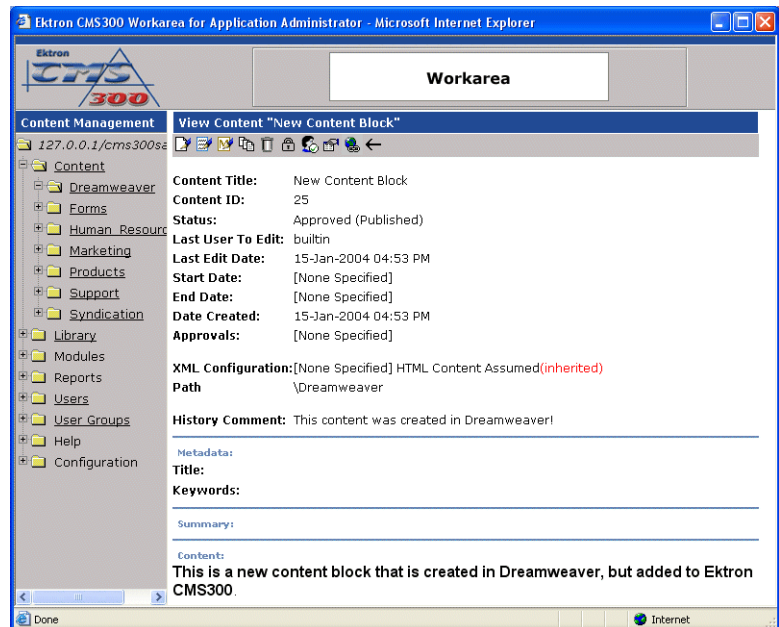 Ektron CMS300 Workarea for Application Administrator - Microsoft Internet Explorer
Ektron
CMS
300
Workarea
Content Management
127.0.0.1/cms300sa
Content
Dreamweaver
Forms
Human Resourc
Marketing
Products
Support
Syndication
Library
Modules
Reports
Users
User Groups
Help
Configuration
View Content "New Content Block"
Content Title: New Content Block
Content ID: 25
Status: Approved (Published)
Last User To Edit: builtin
Last Edit Date: 15-Jan-2004 04:53 PM
Start Date: [None Specified]
End Date: [None Specified]
Date Created: 15-Jan-2004 04:53 PM
Approvals: [None Specified]
XML Configuration:[None Specified] HTML Content Assumed(inherited)
Path \Dreamweaver
History Comment: This content was created in Dreamweaver!
Metadata:
Title:
Keywords:
Summary:
Content:
This is a new content block that is created in Dreamweaver, but added to Ektron
CMS300.
Done
Internet